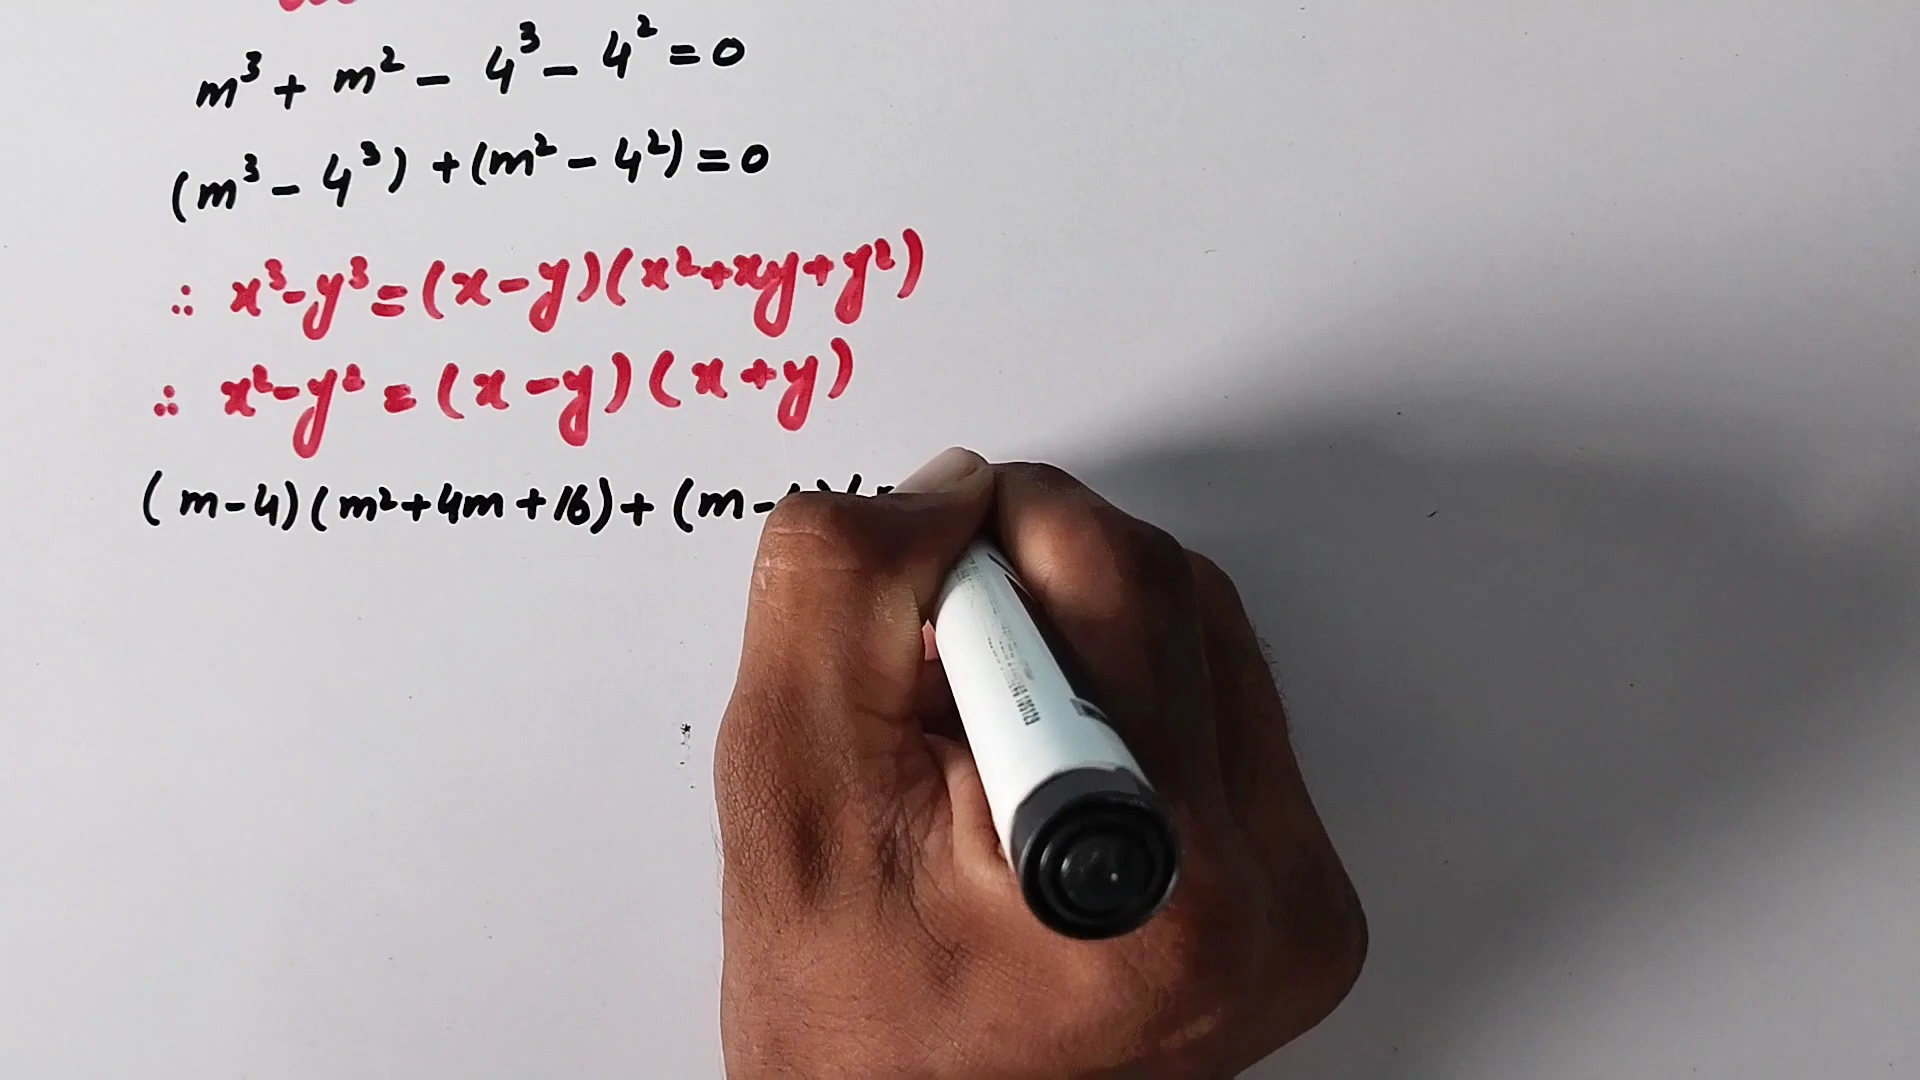 m³ + m² - 4³ - 4² = 0
(m³ - 4³) + (m² - 4²) = 0
∴ x³-y³ = (x-y)(x²+xy+y²)
∴ x²-y² = (x-y)(x+y)
(m-4)(m²+4m+16) + (m-